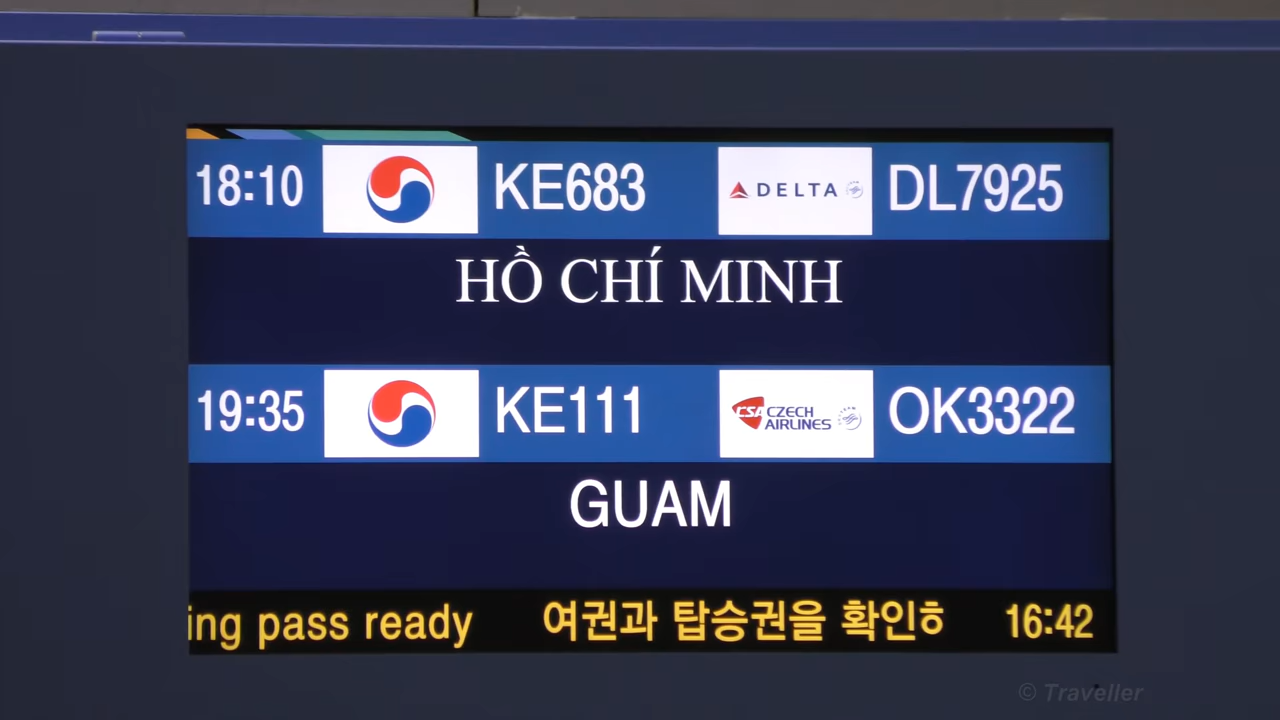 18:10 KE683 DELTA DL7925
HỒ CHÍ MINH
19:35 KE111 CSA CZECH AIRLINES OK3322
GUAM
ing pass ready 여권과 탑승권을 확인ㅎ 16:42
© Traveller